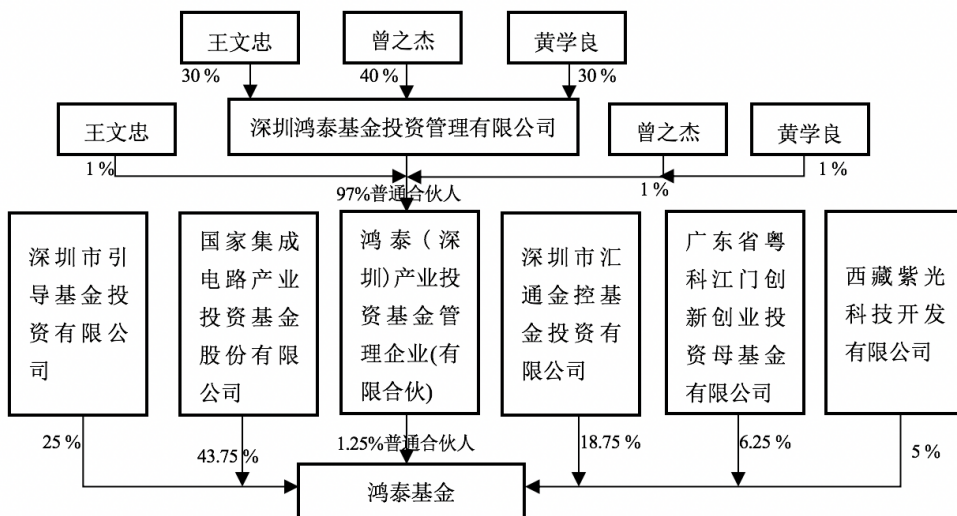 王文忠
曾之杰
黄学良
30 %
40 %
30 %
王文忠
深圳鸿泰基金投资管理有限公司
曾之杰
黄学良
1 %
97%普通合伙人
1 %
1 %
深圳市引
导基金投
资有限公
司
国家集成
电路产业
投资基金
股份有限
公司
鸿泰（深
圳)产业投
资基金管
理企业(有
限合伙)
深圳市汇
通金控基
金投资有
限公司
广东省粤
科江门创
新创业投
资母基金
有限公司
西藏紫光
科技开发
有限公司
25 %
43.75 %
1.25%普通合伙人
18.75 %
6.25 %
5 %
鸿泰基金